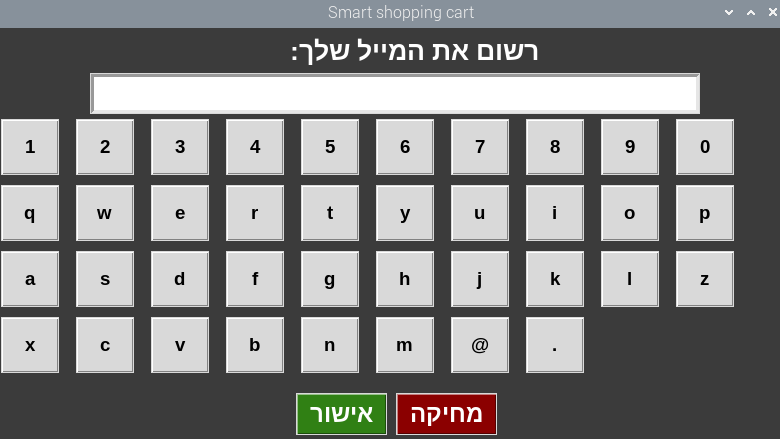 Smart shopping cart
רשום את המייל שלך:
1 2 3 4 5 6 7 8 9 0
q w e r t y u i o p
a s d f g h j k l z
x c v b n m @ .
מחיקה אישור